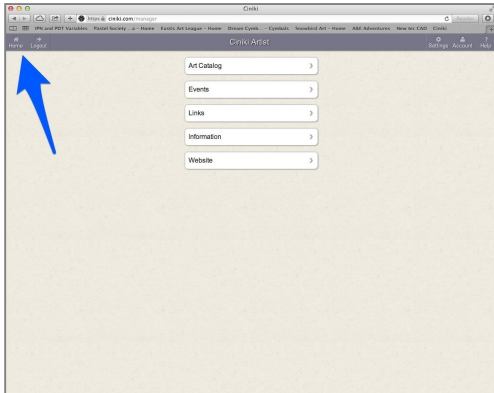 Ciniki
https ciniki.com/manager
Reader
IPN and PDT Variables Pastel Society ...a - Home Eustis Art League - Home Dream Cymb... - Cymbals Snowbird Art - Home A&E Adventures New Inc CAD Ciniki
Home Logout Ciniki Artist Settings Account Help
Art Catalog
Events
Links
Information
Website